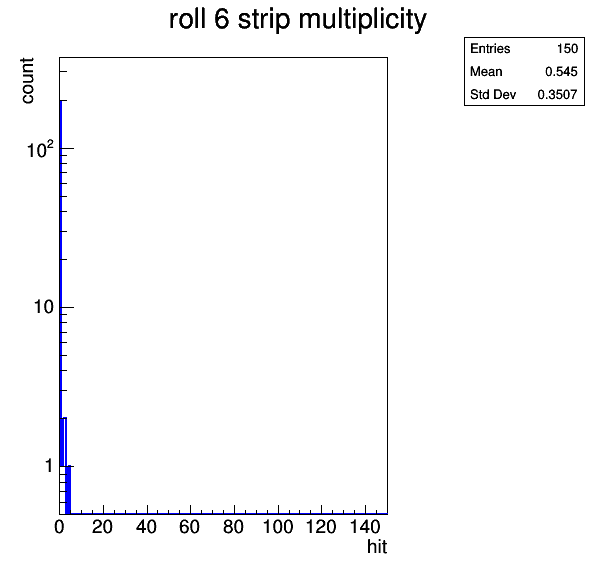 roll 6 strip multiplicity
Entries 150
Mean 0.545
Std Dev 0.3507
count
10²
10
1
0 20 40 60 80 100 120 140
hit